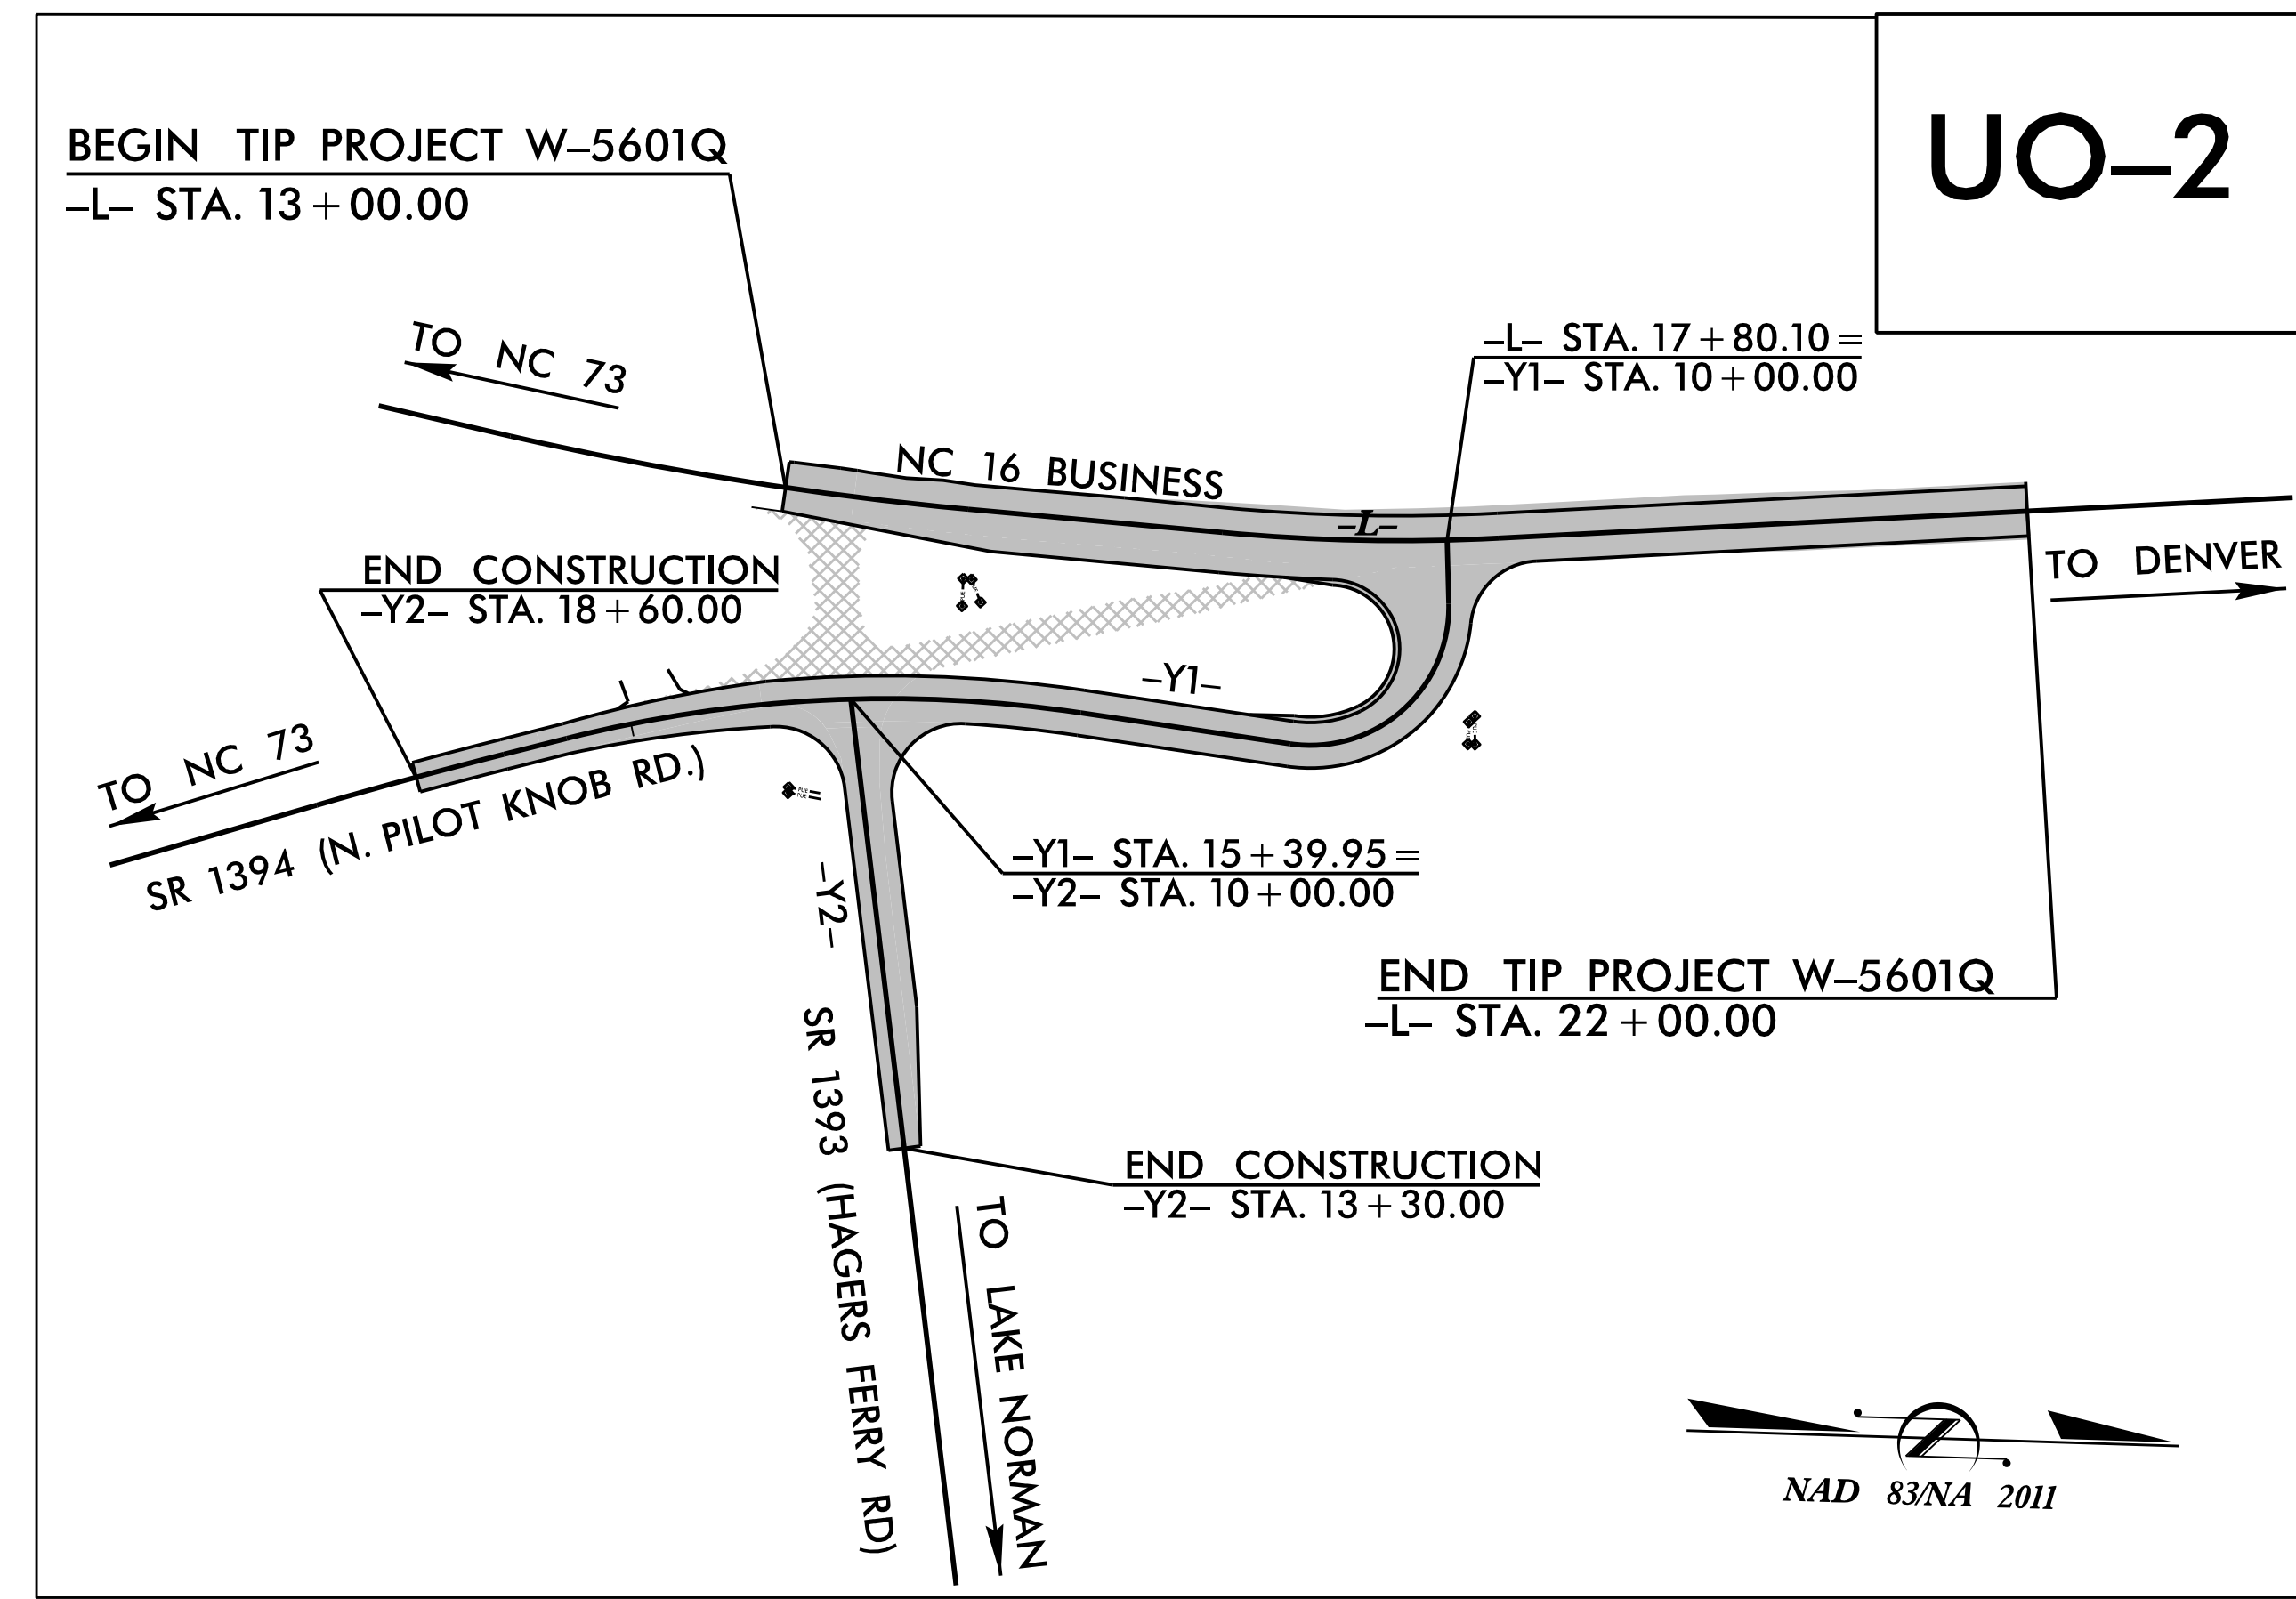 UO–2
BEGIN TIP PROJECT W–5601Q
–L– STA. 13+00.00
TO NC 73
–L– STA. 17+80.10=
–Y1– STA. 10+00.00
NC 16 BUSINESS
–L–
TO DENVER
END CONSTRUCTION
–Y2– STA. 18+60.00
–Y1–
TO NC 73
SR 1394 (N. PILOT KNOB RD.)
PUE
PUE
PUE
PUE
–Y1– STA. 15+39.95=
–Y2– STA. 10+00.00
–Y2–
END TIP PROJECT W–5601Q
–L– STA. 22+00.00
SR 1393 (HAGERS FERRY RD)
END CONSTRUCTION
–Y2– STA. 13+30.00
TO LAKE NORMAN
NAD 83/NA 2011